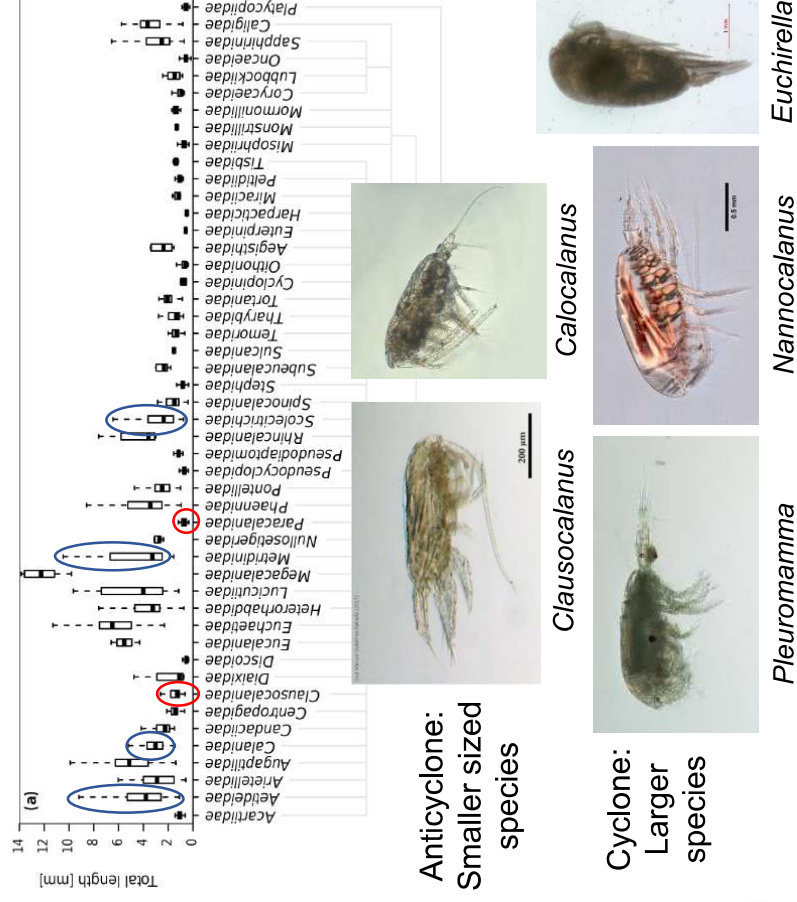 Total length [mm]
14
12
10
8
6
4
2
0
(a)
Acartiidae
Aetideidae
Arietellidae
Augaptilidae
Calanidae
Candaciidae
Centropagidae
Clausocalanidae
Diaixidae
Discoidae
Eucalanidae
Euchaetidae
Heterorhabdidae
Lucicutiidae
Megacalanidae
Metridinidae
Nullosetigeridae
Paracalanidae
Phaennidae
Pontellidae
Pseudocyclopidae
Pseudodiaptomidae
Rhincalanidae
Scolecitrichidae
Spinocalanidae
Stephidae
Subeucalanidae
Sulcanidae
Temoridae
Tharybidae
Tortanidae
Cyclopinidae
Oithonidae
Aegisthidae
Euterpinidae
Harpacticidae
Miraciidae
Peltidiidae
Tisbidae
Misophriidae
Monstrillidae
Mormonillidae
Corycaeidae
Lubbockiidae
Oncaeidae
Sapphirinidae
Caligidae
Platycopiidae
Anticyclone:
Smaller sized
species
200 µm
Clausocalanus
Calocalanus
Cyclone:
Larger
species
Pleuromamma
0.5 mm
Nannocalanus
1 mm
Euchirella